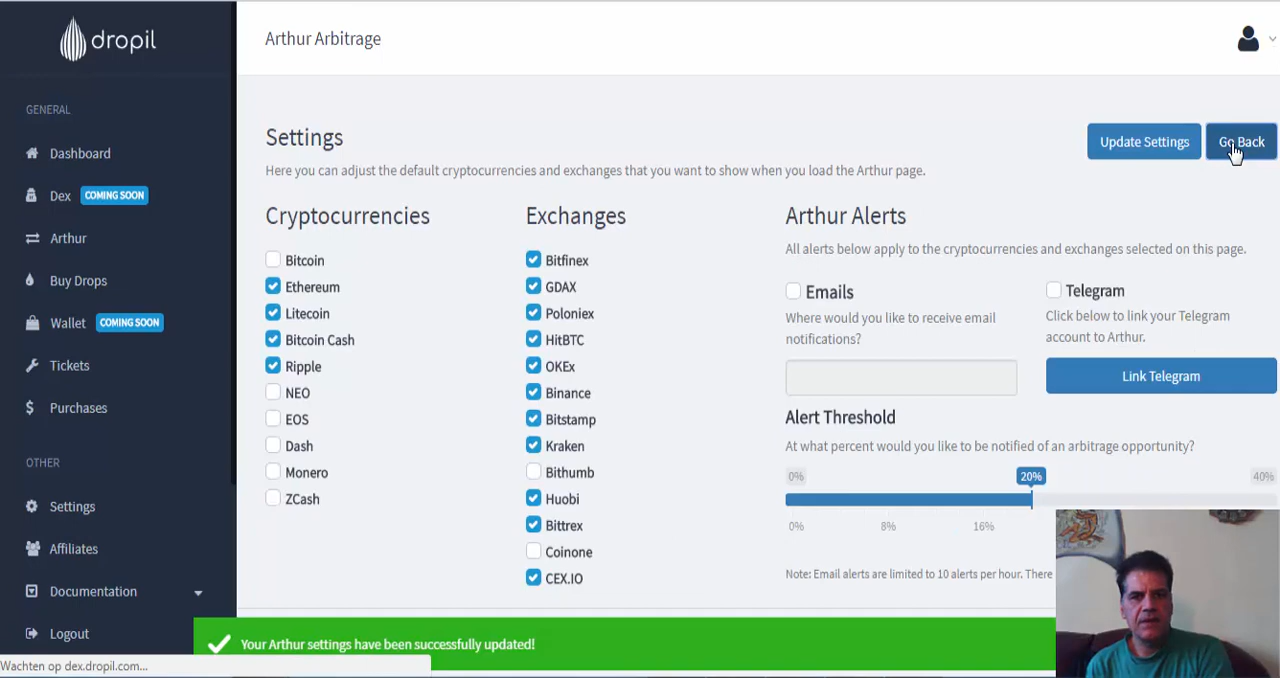 dropil
Arthur Arbitrage
GENERAL
Dashboard
Dex COMING SOON
Arthur
Buy Drops
Wallet COMING SOON
Tickets
Purchases
OTHER
Settings
Affiliates
Documentation
Logout
Settings
Update Settings
Go Back
Here you can adjust the default cryptocurrencies and exchanges that you want to show when you load the Arthur page.
Cryptocurrencies
Bitcoin
Ethereum
Litecoin
Bitcoin Cash
Ripple
NEO
EOS
Dash
Monero
ZCash
Exchanges
Bitfinex
GDAX
Poloniex
HitBTC
OKEx
Binance
Bitstamp
Kraken
Bithumb
Huobi
Bittrex
Coinone
CEX.IO
Arthur Alerts
All alerts below apply to the cryptocurrencies and exchanges selected on this page.
Emails
Where would you like to receive email
notifications?
Telegram
Click below to link your Telegram
account to Arthur.
Link Telegram
Alert Threshold
At what percent would you like to be notified of an arbitrage opportunity?
0% 20% 40%
0% 8% 16%
Note: Email alerts are limited to 10 alerts per hour. There
Your Arthur settings have been successfully updated!
Wachten op dex.dropil.com...